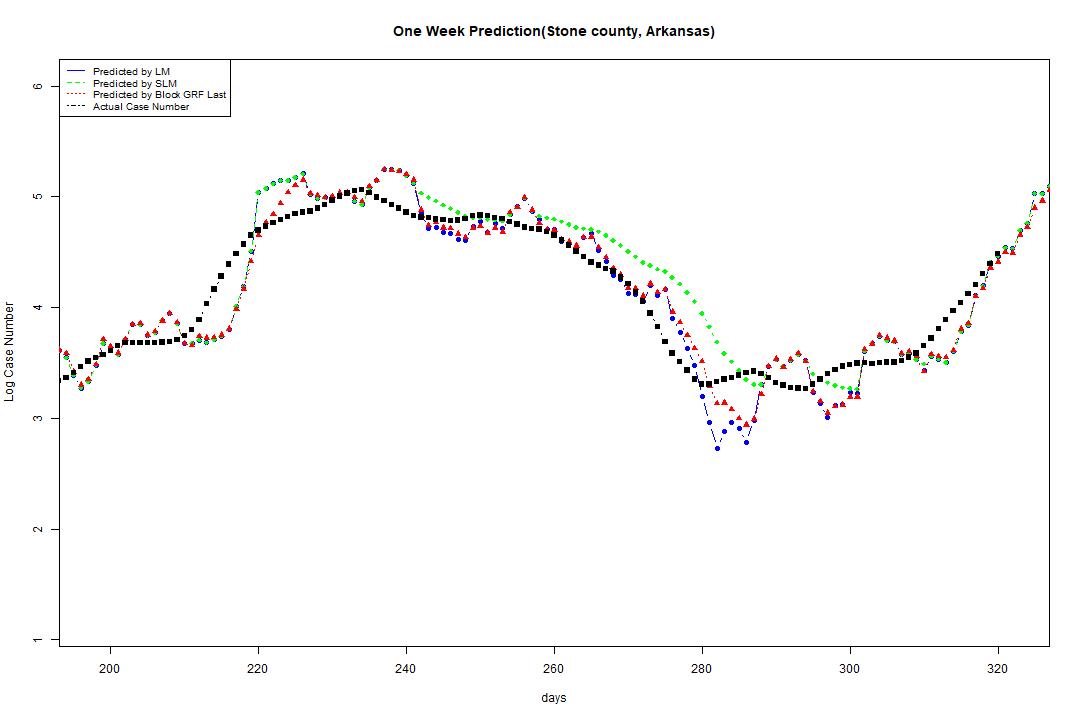 One Week Prediction(Stone county, Arkansas)
Predicted by LM
Predicted by SLM
Predicted by Block GRF Last
Actual Case Number
Log Case Number
6
5
4
3
2
1
200
220
240
260
280
300
320
days